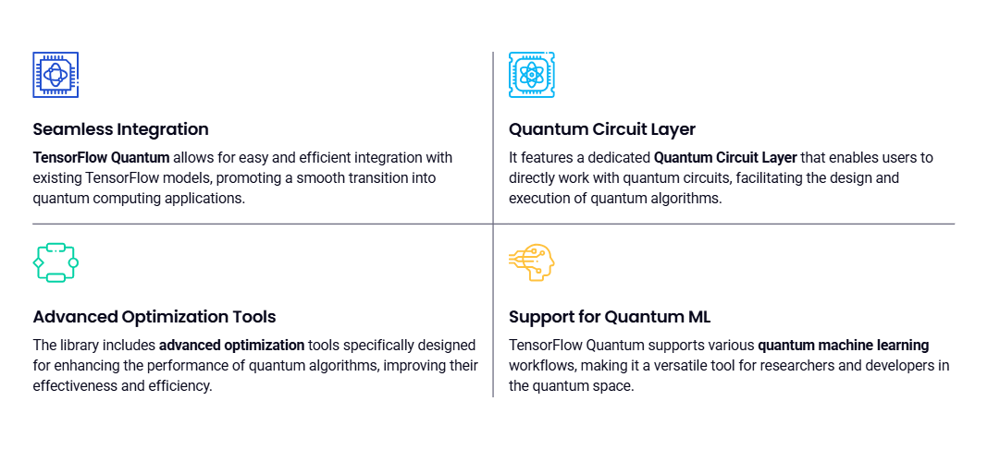 Seamless Integration
TensorFlow Quantum allows for easy and efficient integration with
existing TensorFlow models, promoting a smooth transition into
quantum computing applications.
Quantum Circuit Layer
It features a dedicated Quantum Circuit Layer that enables users to
directly work with quantum circuits, facilitating the design and
execution of quantum algorithms.
Advanced Optimization Tools
The library includes advanced optimization tools specifically designed
for enhancing the performance of quantum algorithms, improving their
effectiveness and efficiency.
Support for Quantum ML
TensorFlow Quantum supports various quantum machine learning
workflows, making it a versatile tool for researchers and developers in
the quantum space.